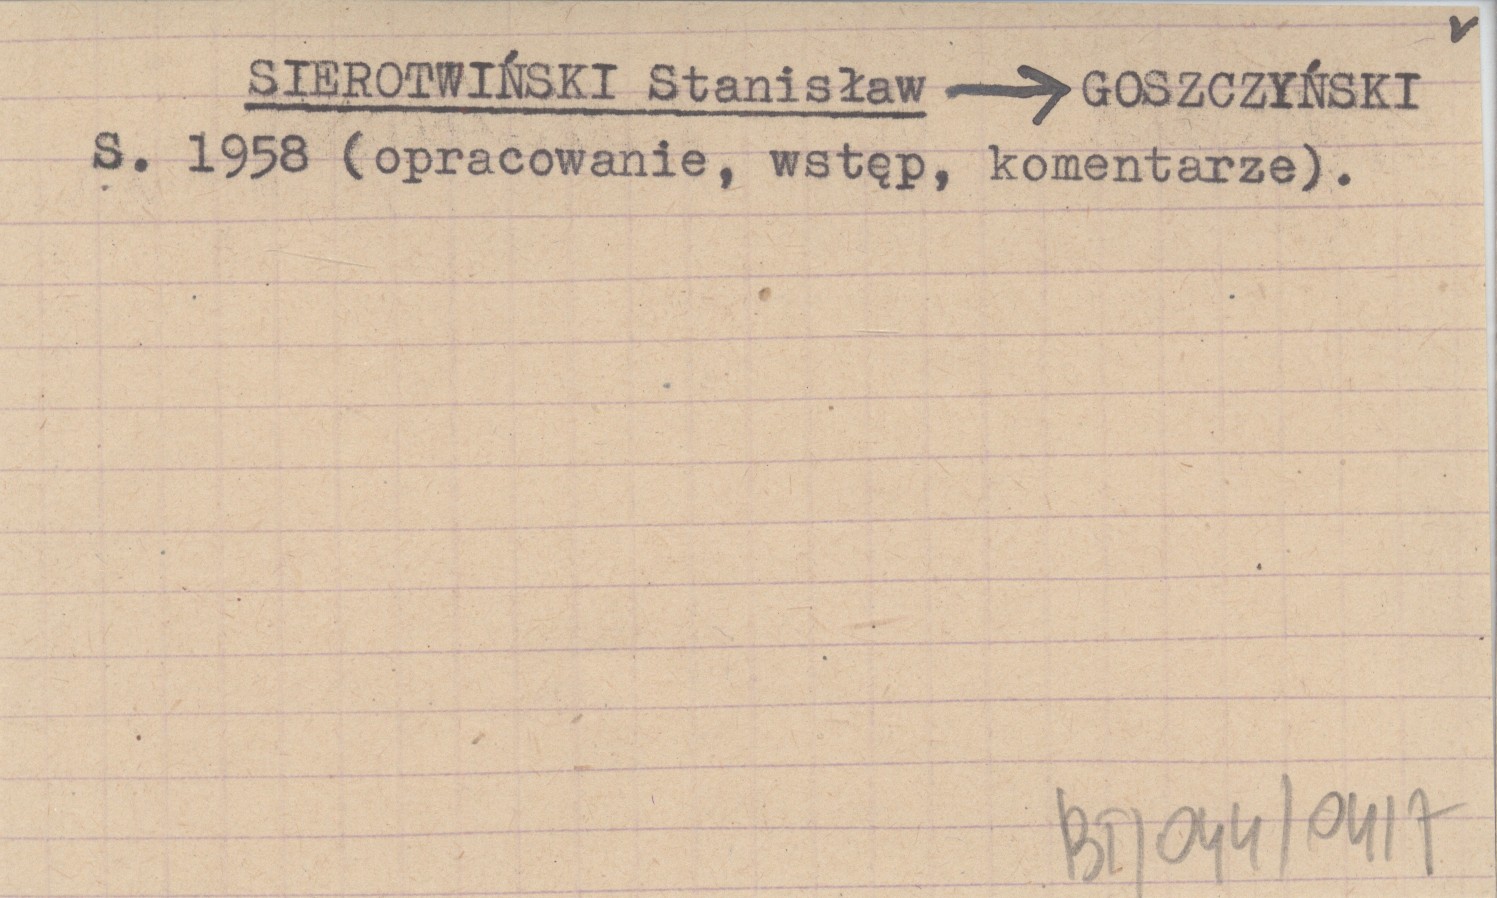 SIEROTWIŃSKI Stanisław → GOSZCZYŃSKI
S. 1958 (opracowanie, wstęp, komentarze).
BI/044/0417